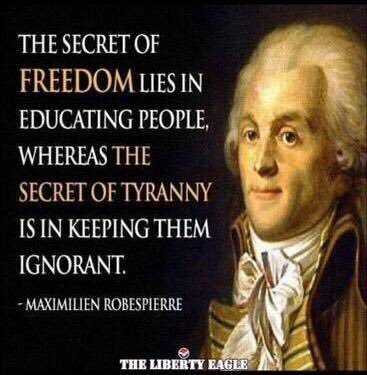 THE SECRET OF
FREEDOM LIES IN
EDUCATING PEOPLE,
WHEREAS THE
SECRET OF TYRANNY
IS IN KEEPING THEM
IGNORANT.
- MAXIMILIEN ROBESPIERRE
THE LIBERTY EAGLE